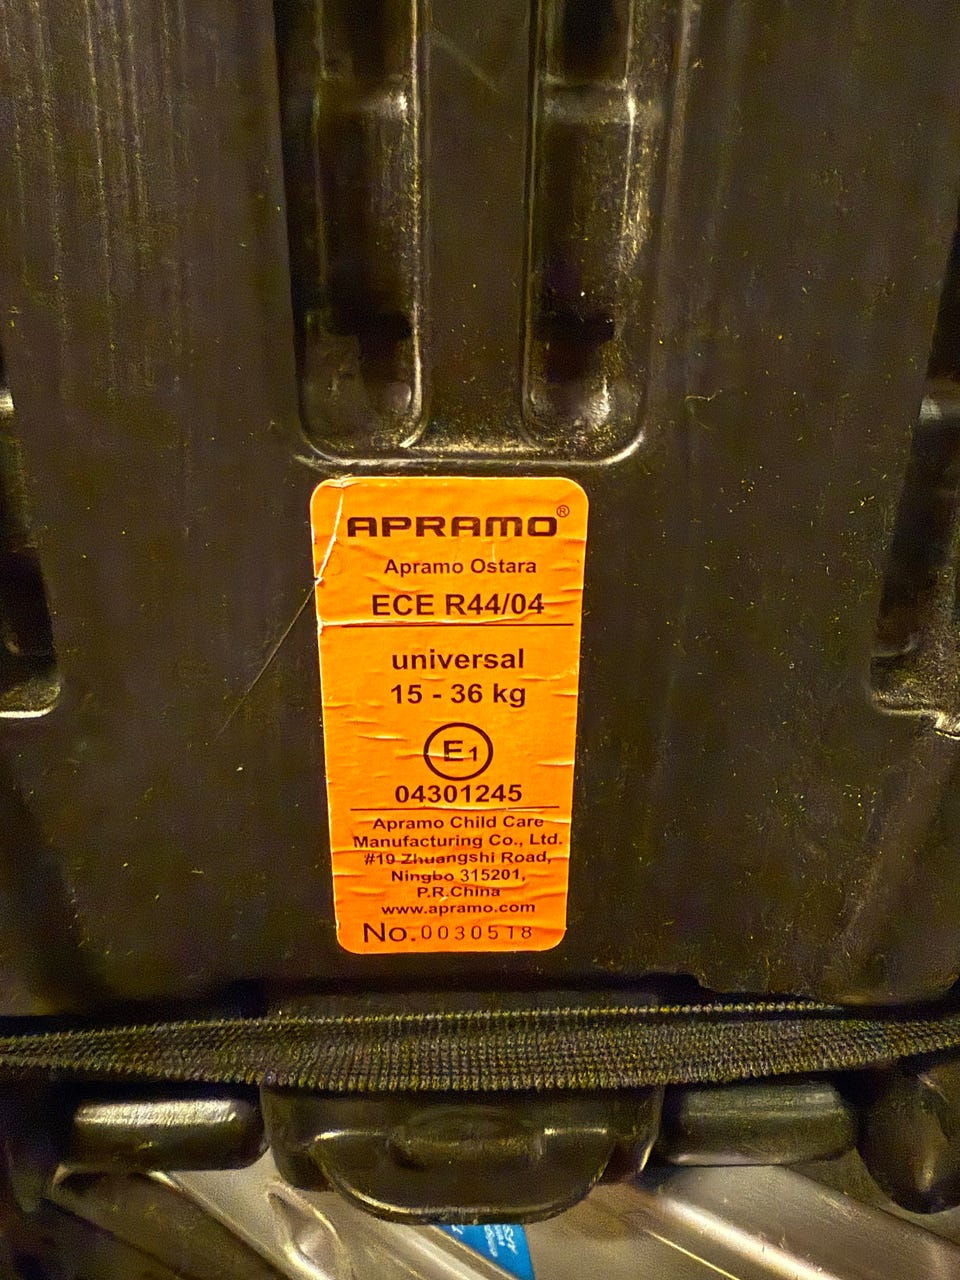 APRAMO®
Apramo Ostara
ECE R44/04
universal
15 - 36 kg
E1
04301245
Apramo Child Care
Manufacturing Co., Ltd.
#19 Zhuangshi Road,
Ningbo 315201,
P.R.China
www.apramo.com
No.0030518